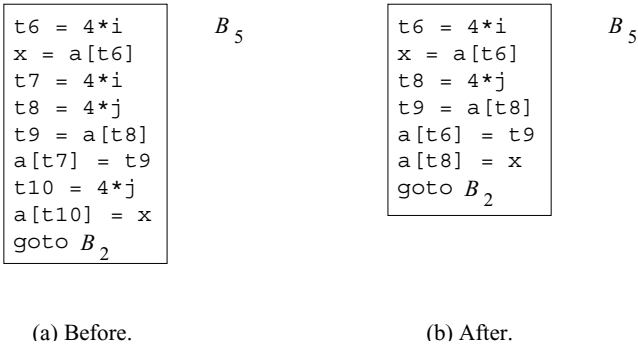 t6 = 4*i
x = a[t6]
t7 = 4*i
t8 = 4*j
t9 = a[t8]
a[t7] = t9
t10 = 4*j
a[t10] = x
goto B2
B5
(a) Before.
t6 = 4*i
x = a[t6]
t8 = 4*j
t9 = a[t8]
a[t6] = t9
a[t8] = x
goto B2
B5
(b) After.